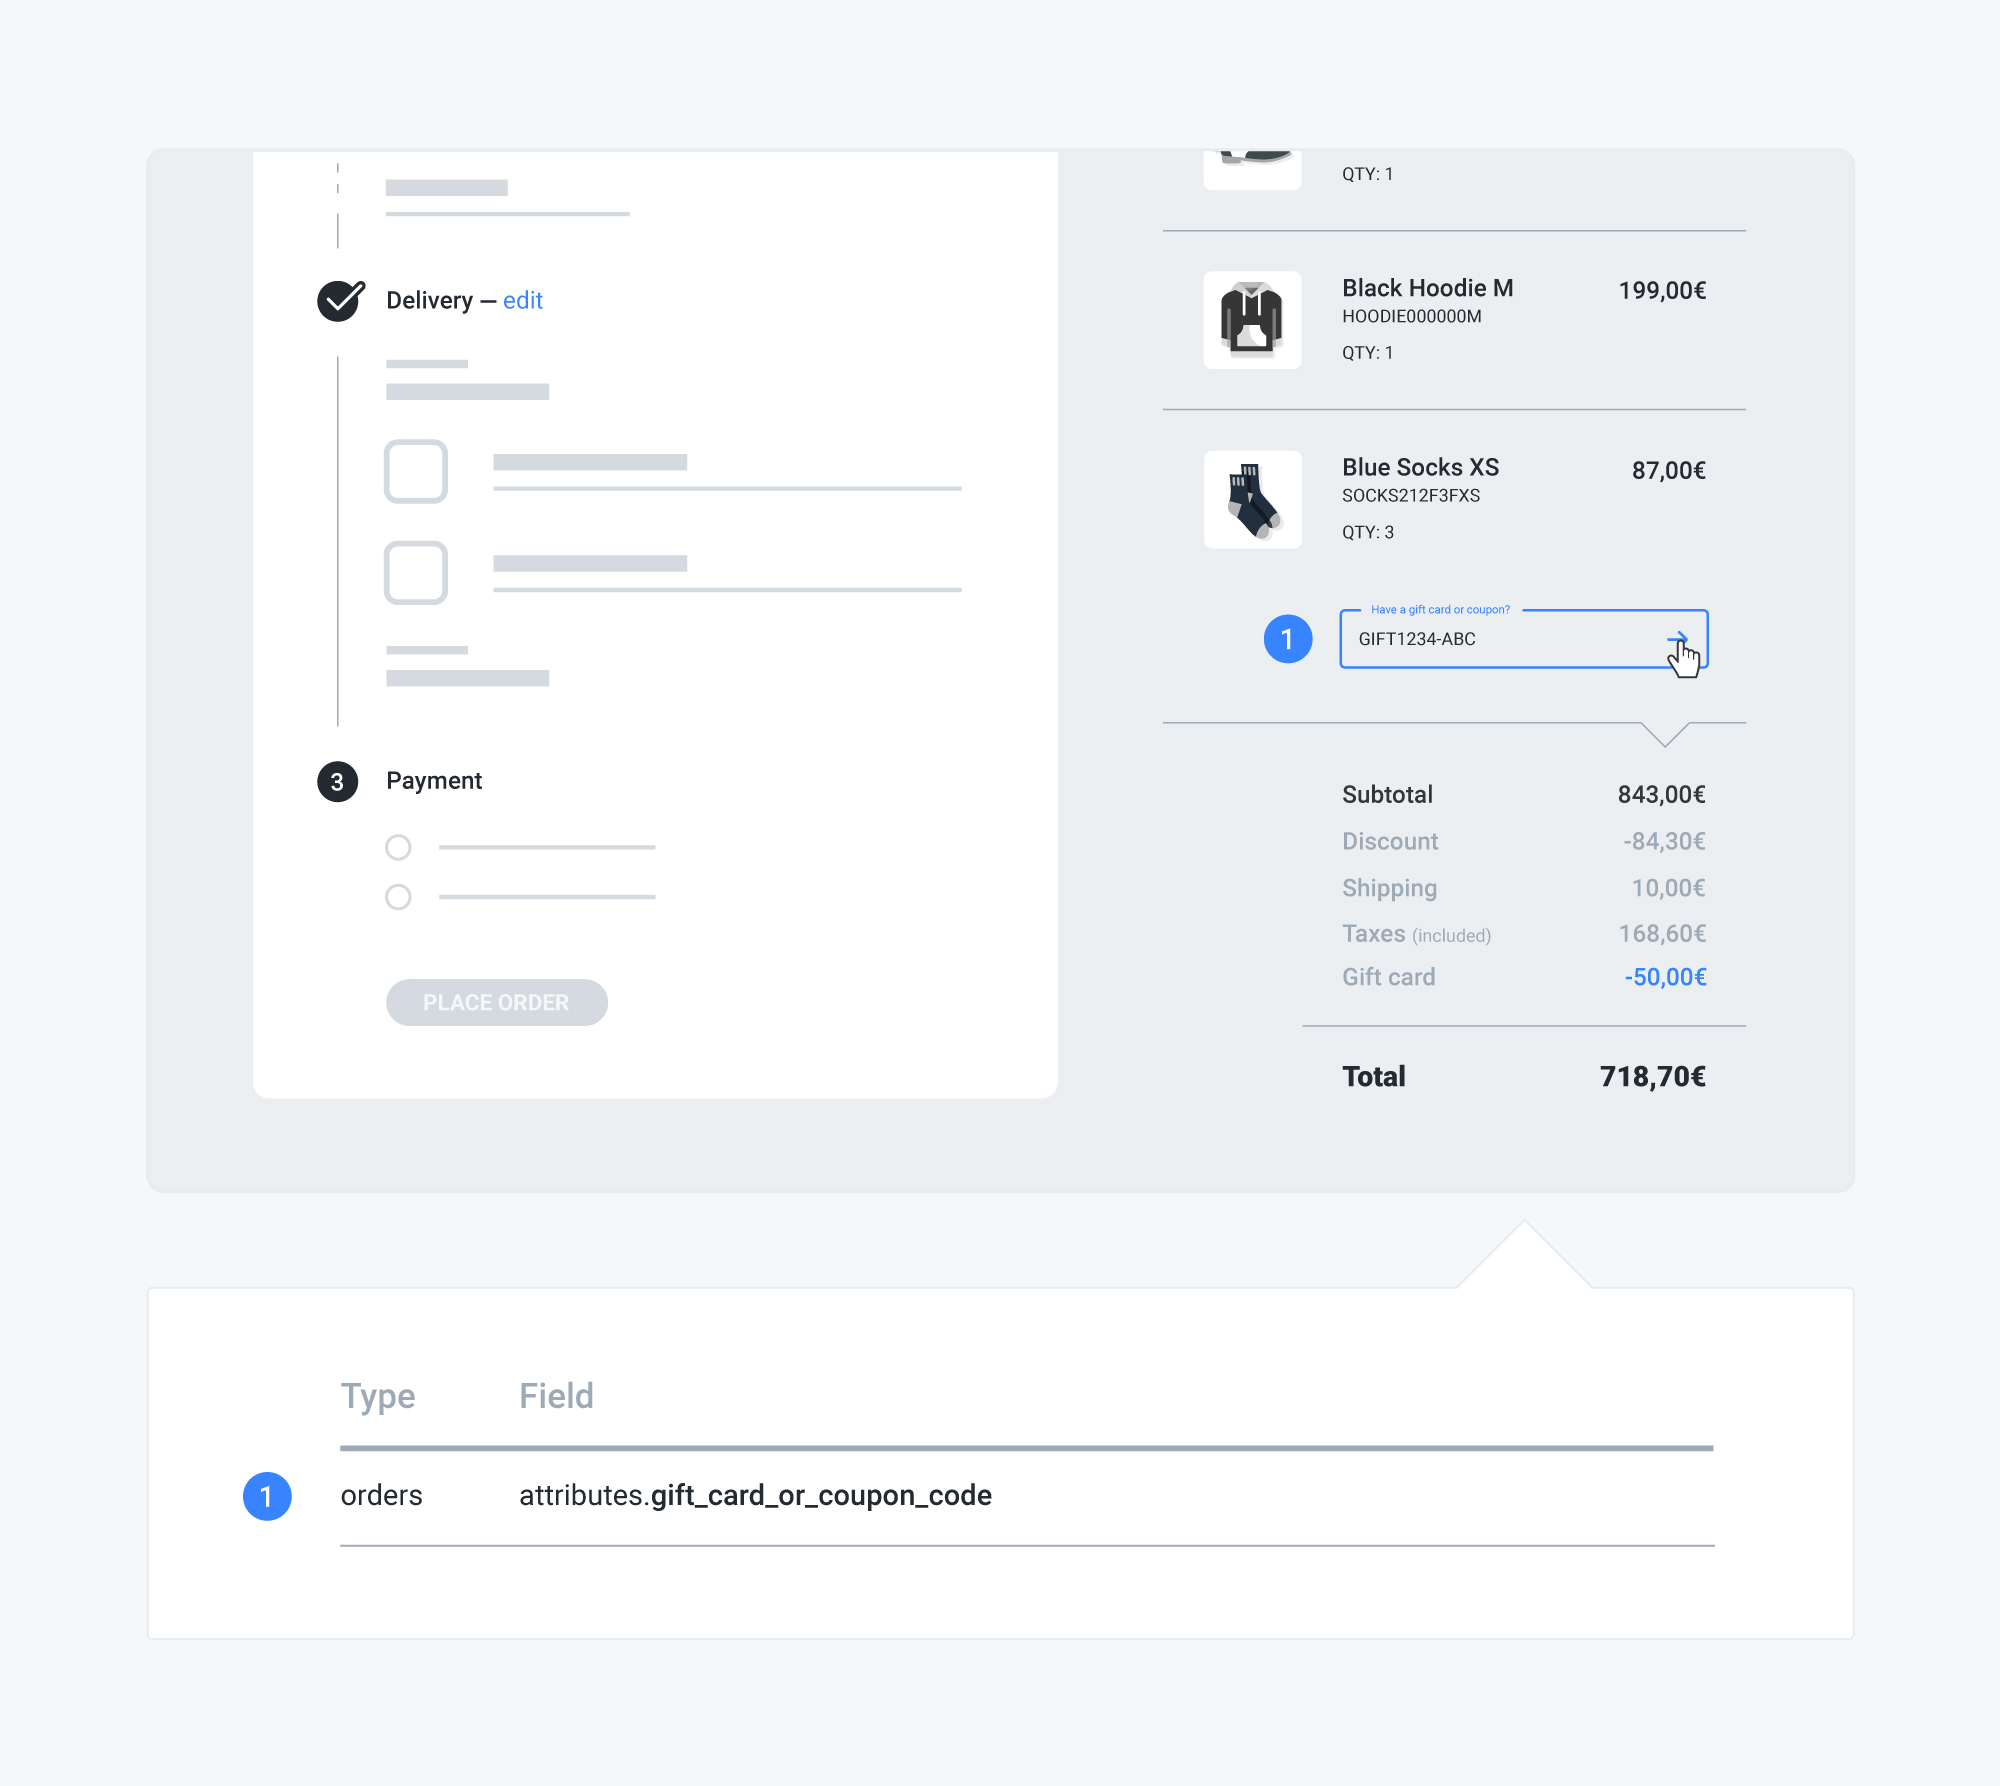 Delivery — edit
3 Payment
PLACE ORDER
QTY: 1
Black Hoodie M 199,00€
HOODIE000000M
QTY: 1
Blue Socks XS 87,00€
SOCKS212F3FXS
QTY: 3
Have a gift card or coupon?
1 GIFT1234-ABC
Subtotal 843,00€
Discount -84,30€
Shipping 10,00€
Taxes (included) 168,60€
Gift card -50,00€
Total 718,70€
Type Field
1 orders attributes.gift_card_or_coupon_code